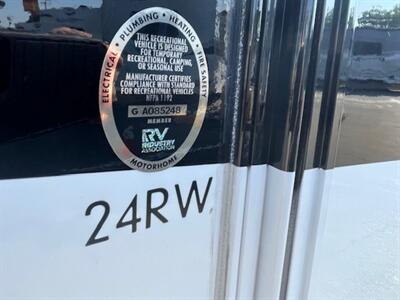 ELECTRICAL • PLUMBING • HEATING • FIRE SAFETY
THIS RECREATIONAL
VEHICLE IS DESIGNED
FOR TEMPORARY
RECREATIONAL, CAMPING,
OR SEASONAL USE
MANUFACTURER CERTIFIES
COMPLIANCE WITH STANDARD
FOR RECREATIONAL VEHICLES
NFPA 1192
G A085248
MEMBER
RV
INDUSTRY
ASSOCIATION
MOTORHOME
24RW